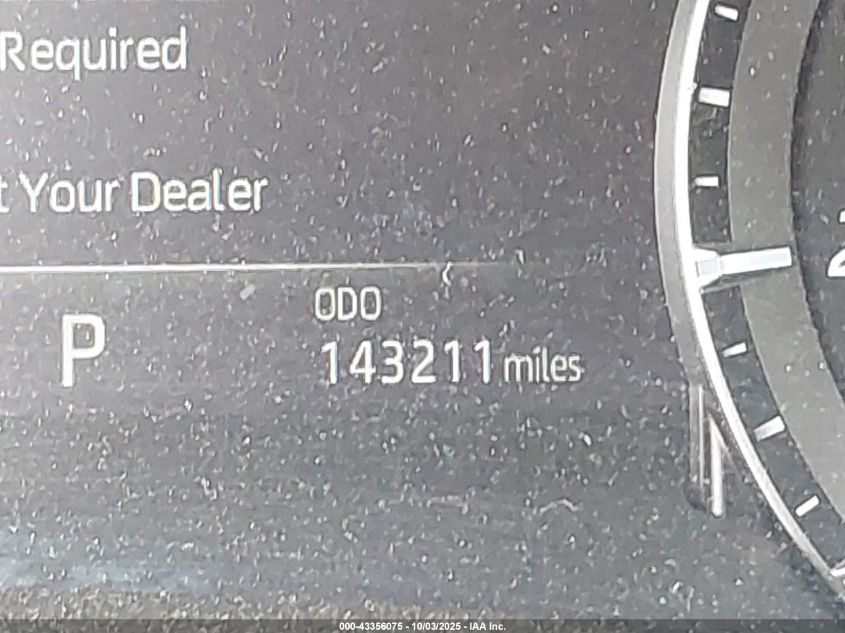 Required
t Your Dealer
ODO
P
143211 miles
000-43356075 - 10/03/2025 - IAA Inc.